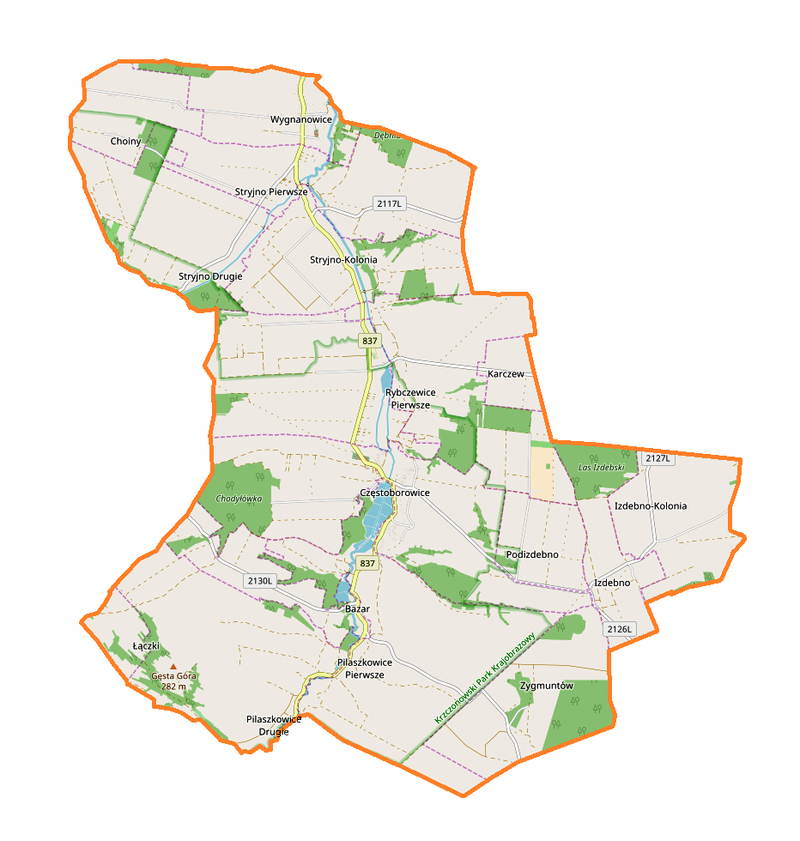 Wygnanowice
Dębnia
Choiny
Stryjno Pierwsze
2117L
Stryjno-Kolonia
Stryjno Drugie
837
Karczew
Rybczewice
Pierwsze
2127L
Las Izdebski
Częstoborowice
Chodyłówka
Izdebno-Kolonia
Podizdebno
837
2130L
Izdebno
Bazar
2126L
Krzczonowski Park Krajobrazowy
Łączki
Pilaszkowice
Pierwsze
Gęsta Góra
282 m
Zygmuntów
Pilaszkowice
Drugie